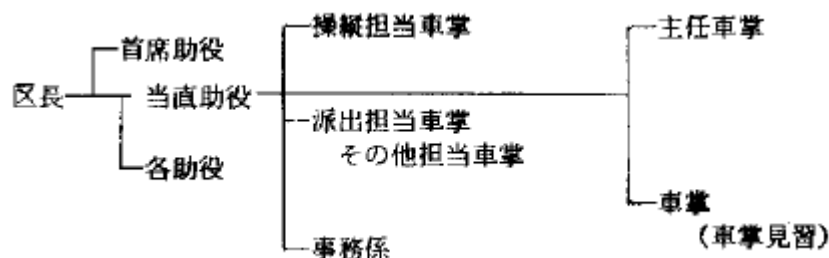 区長
首席助役
当直助役
各助役
操縦担当車掌
派出担当車掌
その他担当車掌
事務係
主任車掌
車掌
(車掌見習)